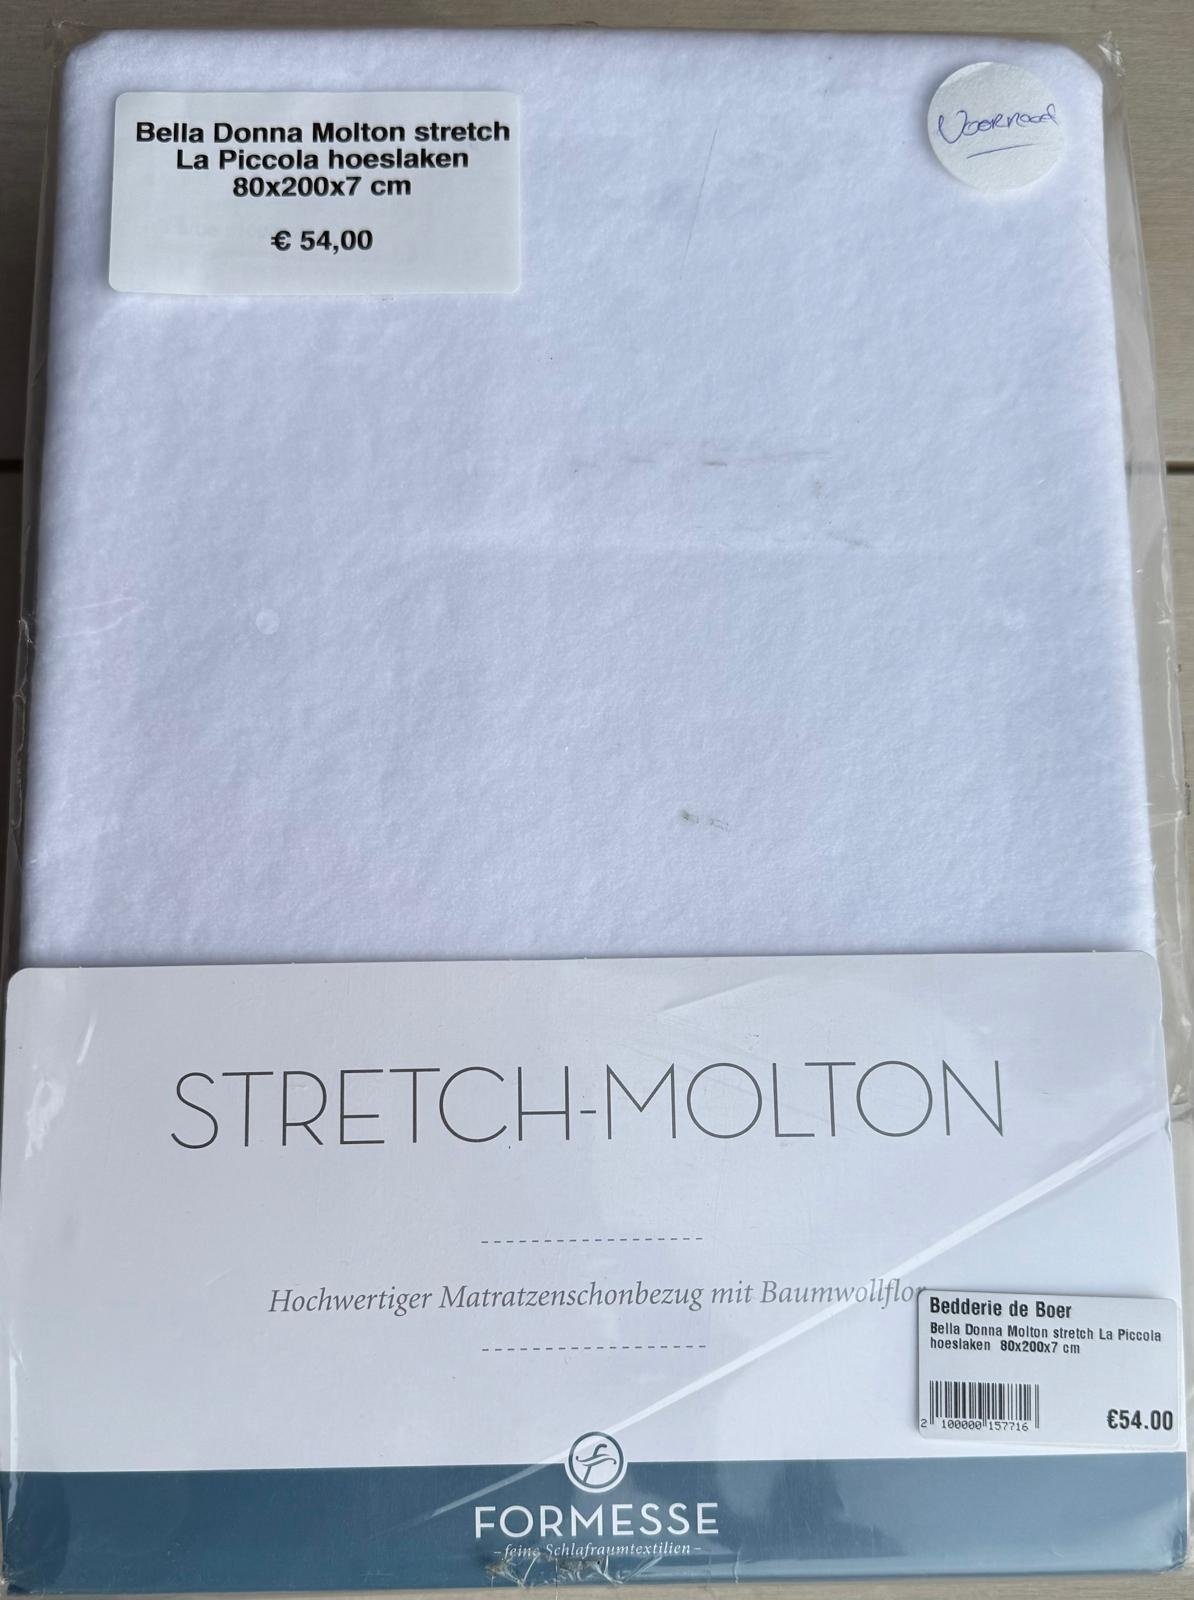 Bella Donna Molton stretch
La Piccola hoeslaken
80x200x7 cm
€ 54,00
Voorraad
STRETCH-MOLTON
Hochwertiger Matratzenschonbezug mit Baumwollflor
Bedderie de Boer
Bella Donna Molton stretch La Piccola
hoeslaken 80x200x7 cm
2 100000 157716
€54.00
FORMESSE
– feine Schlafraumtextilien –